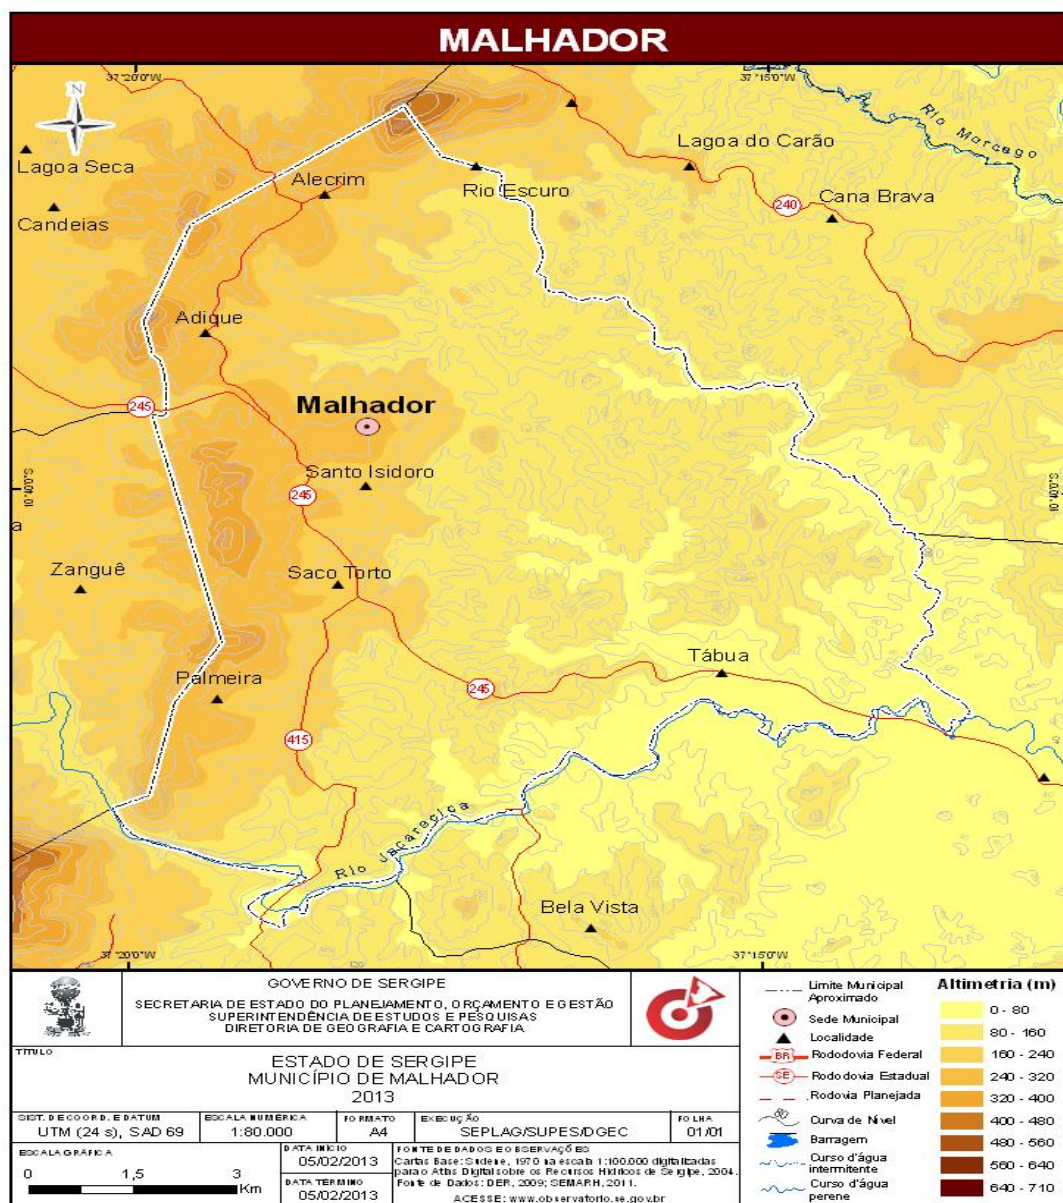 MALHADOR
37°20'0"W
37°15'0"W
N
Rio Morcego
Lagoa do Carão
Lagoa Seca
Alecrim
Rio Escuro
240
Cana Brava
Candeias
Adique
245
Malhador
Santo Isidoro
245
Zanguê
Saco Torto
Tábua
Palmeira
245
415
Rio Jacarecica
Bela Vista
37°20'0"W
37°15'0"W
GOVERNO DE SERGIPE
SECRETARIA DE ESTADO DO PLANEJAMENTO, ORÇAMENTO E GESTÃO
SUPERINTENDÊNCIA DE ESTUDOS E PESQUISAS
DIRETORIA DE GEOGRAFIA E CARTOGRAFIA
TÍTULO
ESTADO DE SERGIPE
MUNICÍPIO DE MALHADOR
2013
SIST. DE COORD. E DATUM
UTM (24 s), SAD 69
ESCALA NUMÉRICA
1:80.000
FORMATO
A4
EXECUÇÃO
SEPLAG/SUPES/DGEC
FOLHA
01/01
ESCALA GRÁFICA
0 1,5 3
Km
DATA INÍCIO
05/02/2013
DATA TÉRMINO
05/02/2013
FONTE DE DADOS E OBSERVAÇÕES
Cartas Base: Sudene, 1970 na escala 1:100.000 digitalizadas
para o Atlas Digital sobre os Recursos Hídricos de Sergipe, 2004.
Fonte de Dados: DER, 2009; SEMARH, 2011.
ACESSE: www.observatorio.se.gov.br
Limite Municipal
Aproximado
Sede Municipal
Localidade
BR Rododovia Federal
SE Rododovia Estadual
Rodovia Planejada
80 Curva de Nível
Barragem
Curso d'água
intermitente
Curso d'água
perene
Altimetria (m)
0 - 80
80 - 160
160 - 240
240 - 320
320 - 400
400 - 480
480 - 560
560 - 640
640 - 710